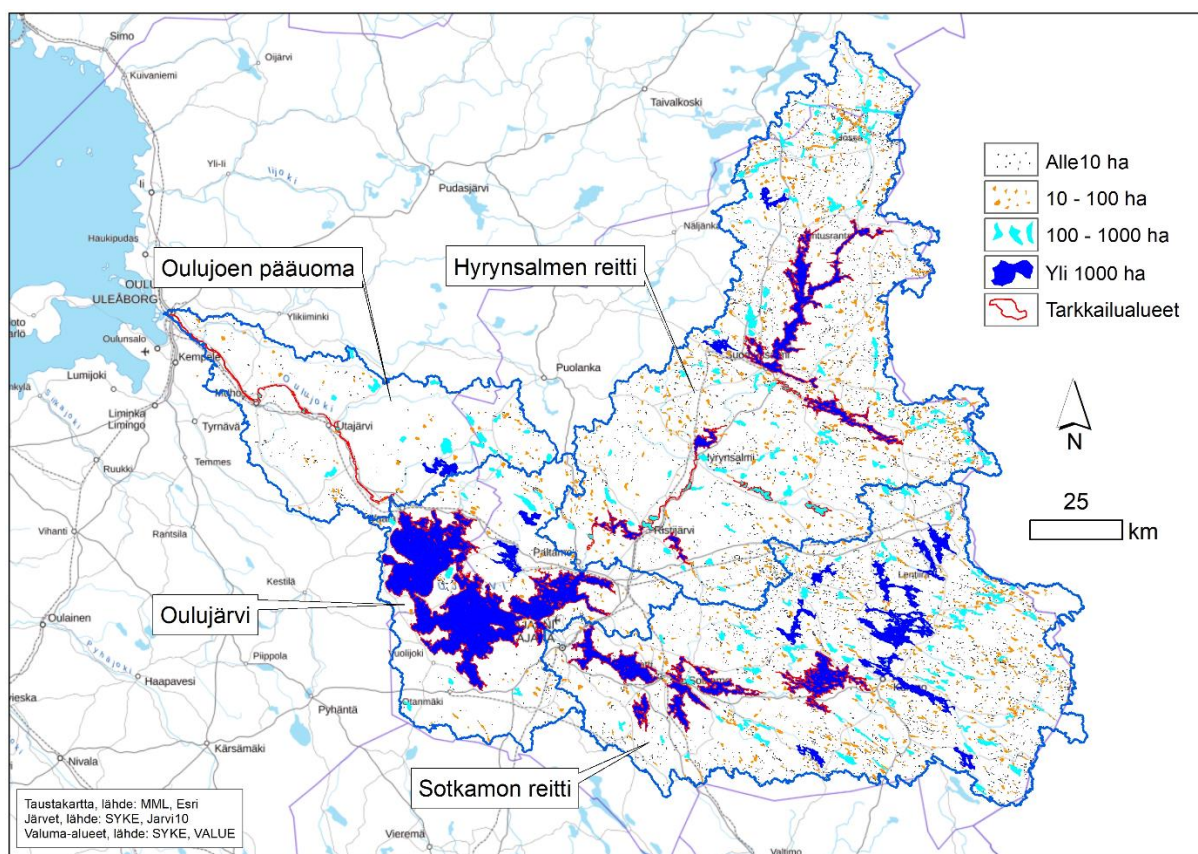 Simo
Kuivaniemi
Oijärvi
Taivalkoski
Yli-Ii
Iijoki
Ii
Pudasjärvi
Näljänkä
Haukipudas
OULU
ULEÅBORG
Ylikiiminki
Oulunsalo
Kempele
Lumijoki
Liminka
Limingo
Tyrnävä
Muhos
Oulujoki
Utajärvi
Puolanka
Siikajoki
Ruukki
Temmes
Vihanti
Rantsila
Kestilä
Paltamo
Ristijärvi
Hyrynsalmi
Lentiira
Oulainen
Pyhäjoki
Piippola
Haapavesi
Vuolijoki
Otanmäki
Pyhäntä
Kärsämäki
Nivala
Vieremä
Valtimo
Oulujoen pääuoma
Hyrynsalmen reitti
Oulujärvi
Sotkamon reitti
Alle10 ha
10 - 100 ha
100 - 1000 ha
Yli 1000 ha
Tarkkailualueet
N
25
km
Taustakartta, lähde: MML, Esri
Järvet, lähde: SYKE, Jarvi10
Valuma-alueet, lähde: SYKE, VALUE